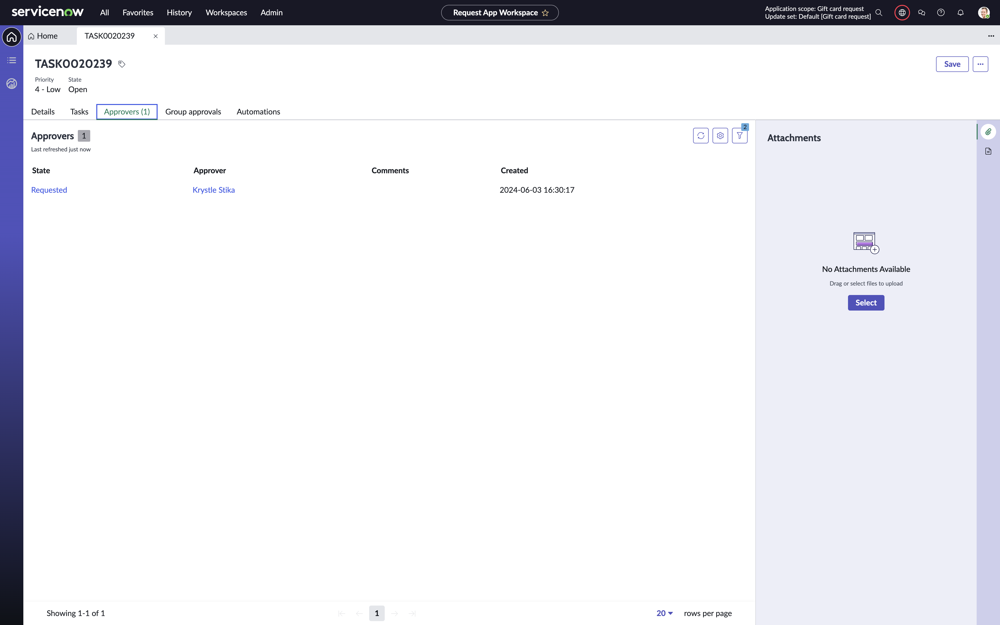 servicenow All Favorites History Workspaces Admin Request App Workspace Application scope: Gift card request
Update set: Default [Gift card request]
Home TASK0020239
TASK0020239 Save
Priority State
4 - Low Open
Details Tasks Approvers (1) Group approvals Automations
Approvers 1 2
Last refreshed just now
State Approver Comments Created
Requested Krystle Stika 2024-06-03 16:30:17
Attachments
No Attachments Available
Drag or select files to upload
Select
Showing 1-1 of 1 1 20 rows per page